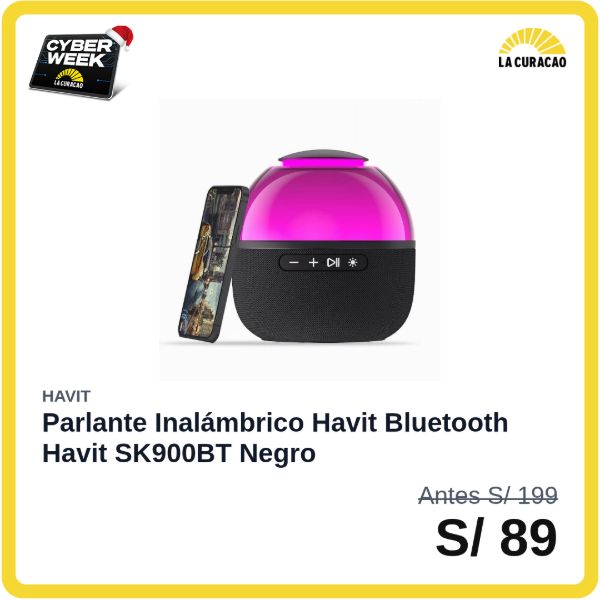 CYBER
WEEK
LA CURACAO
LA CURACAO
HAVIT
Parlante Inalámbrico Havit Bluetooth
Havit SK900BT Negro
Antes S/ 199
S/ 89